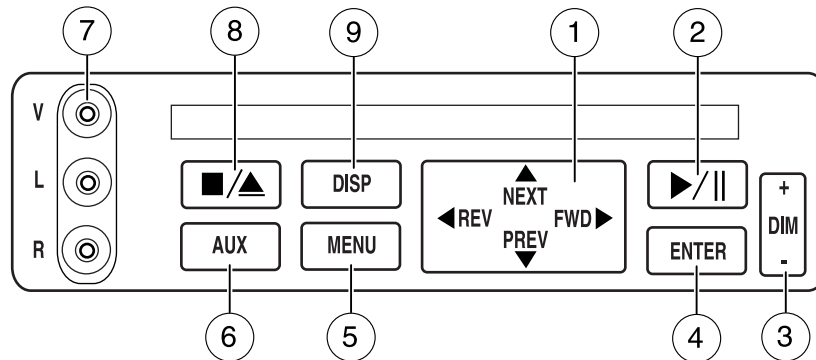 7
8
9
1
2
V
L
R
DISP
NEXT
REV
FWD
PREV
AUX
MENU
ENTER
+
DIM
-
6
5
4
3